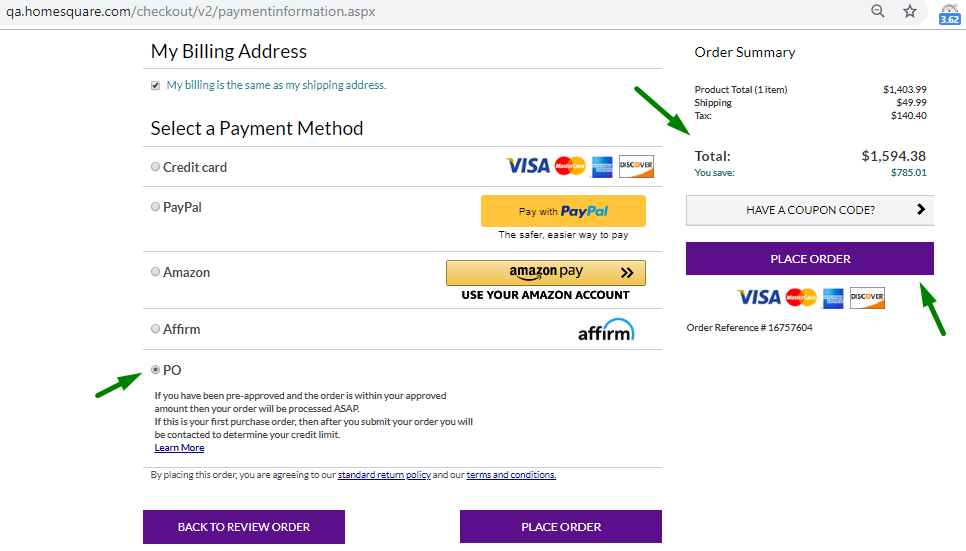 qa.homesquare.com/checkout/v2/paymentinformation.aspx
3.62
My Billing Address
My billing is the same as my shipping address.
Select a Payment Method
Credit card
VISA MasterCard AMERICAN EXPRESS DISCOVER
PayPal
Pay with PayPal
The safer, easier way to pay
Amazon
amazon pay
USE YOUR AMAZON ACCOUNT
Affirm
affirm
PO
If you have been pre-approved and the order is within your approved
amount then your order will be processed ASAP.
If this is your first purchase order, then after you submit your order you will
be contacted to determine your credit limit.
Learn More
By placing this order, you are agreeing to our standard return policy and our terms and conditions.
BACK TO REVIEW ORDER
PLACE ORDER
Order Summary
Product Total (1 item) $1,403.99
Shipping $49.99
Tax: $140.40
Total: $1,594.38
You save: $785.01
HAVE A COUPON CODE?
PLACE ORDER
VISA MasterCard AMERICAN EXPRESS DISCOVER
Order Reference # 16757604